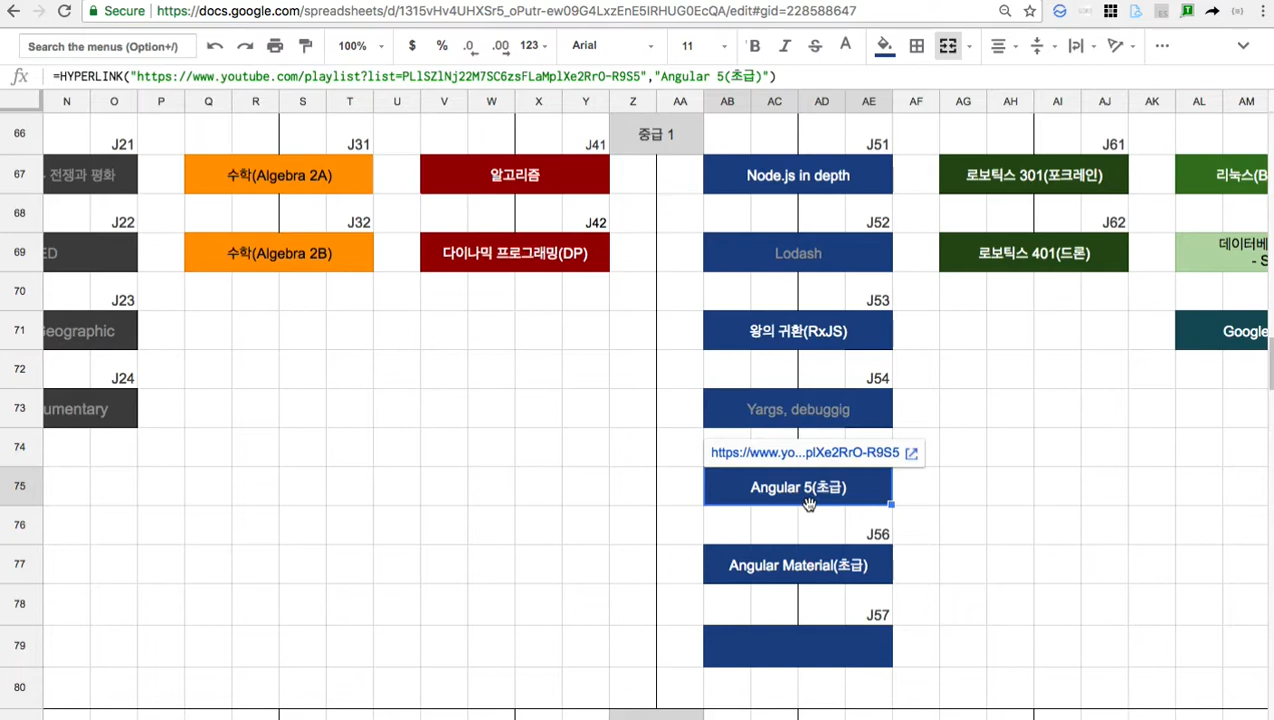 Secure https://docs.google.com/spreadsheets/d/1315vHv4UHXSr5_oPutr-ew09G4LxzEnE5IRHUG0EcQA/edit#gid=228588647
Search the menus (Option+/) 100% $ % .0 .00 123 Arial 11 B I S A
fx =HYPERLINK("https://www.youtube.com/playlist?list=PLlSZlNj22M7SC6zsFLaMplXe2RrO-R9S5","Angular 5(초급)")
N O P Q R S T U V W X Y Z AA AB AC AD AE AF AG AH AI AJ AK AL AM
66 J21 J31 J41 중급 1 J51 J61
67 전쟁과 평화 수학(Algebra 2A) 알고리즘 Node.js in depth 로보틱스 301(포크레인) 리눅스(B
68 J22 J32 J42 J52 J62
69 ED 수학(Algebra 2B) 다이나믹 프로그래밍(DP) Lodash 로보틱스 401(드론) 데이터베
- S
70 J23 J53
71 Geographic 왕의 귀환(RxJS) Google
72 J24 J54
73 umentary Yargs, debuggig
74 https://www.yo...plXe2RrO-R9S5
75 Angular 5(초급)
76 J56
77 Angular Material(초급)
78 J57
79
80